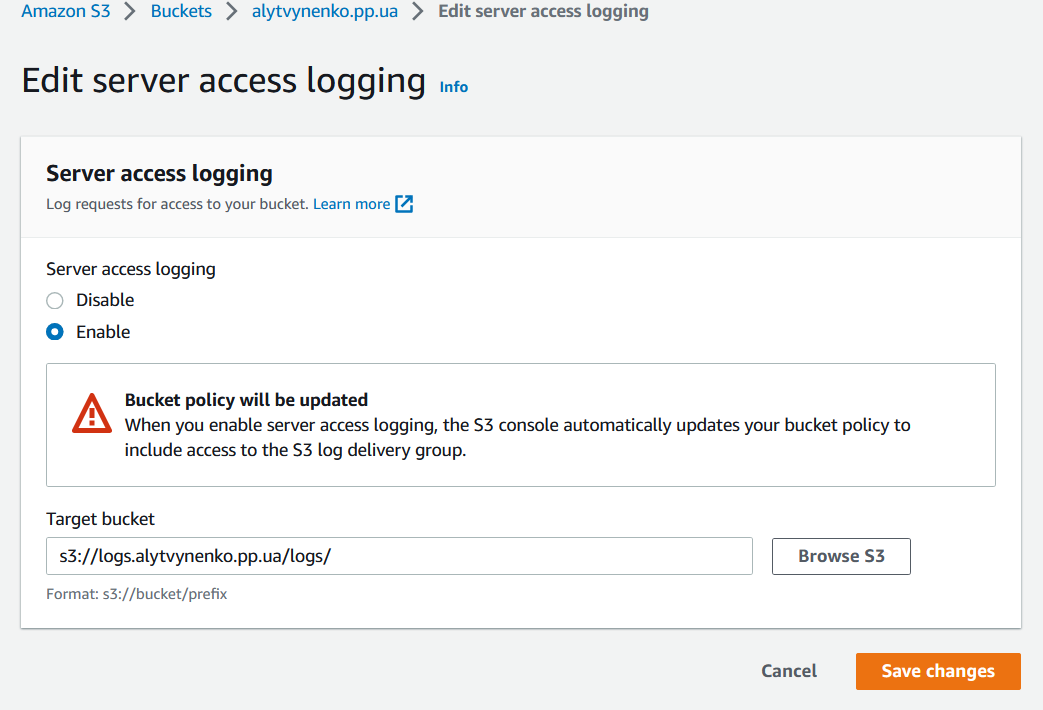 Amazon S3 > Buckets > alytvynenko.pp.ua > Edit server access logging
Edit server access logging Info
Server access logging
Log requests for access to your bucket. Learn more
Server access logging
Disable
Enable
Bucket policy will be updated
When you enable server access logging, the S3 console automatically updates your bucket policy to
include access to the S3 log delivery group.
Target bucket
s3://logs.alytvynenko.pp.ua/logs/
Browse S3
Format: s3://bucket/prefix
Cancel
Save changes